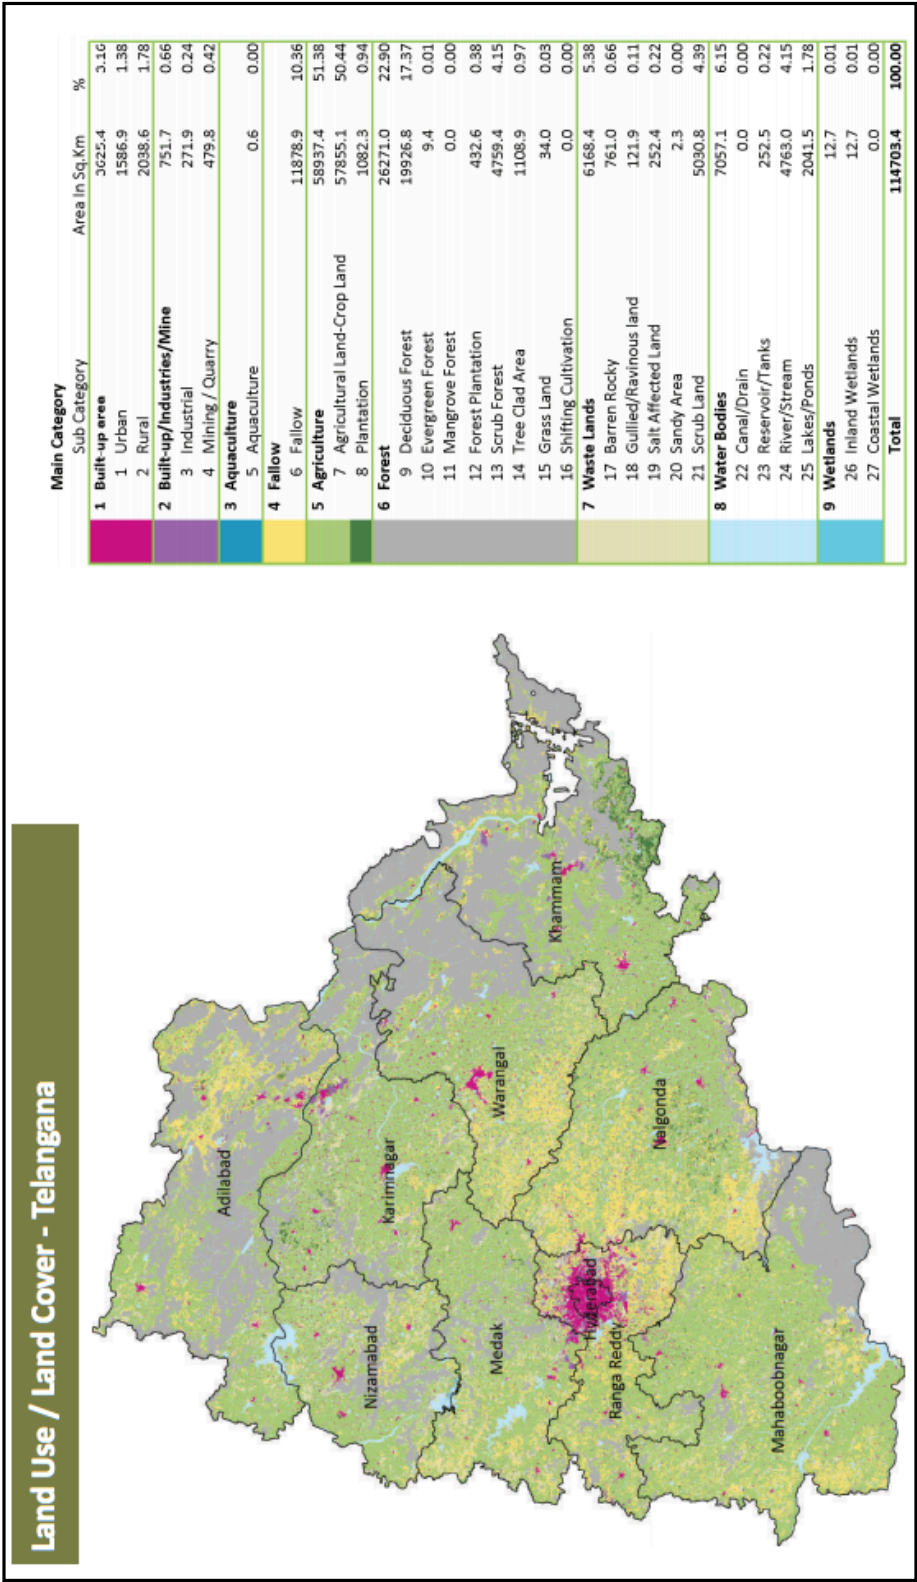 Land Use / Land Cover - Telangana
Adilabad
Nizamabad
Karimnagar
Medak
Warangal
Khammam
Hyderabad
Ranga Reddy
Nalgonda
Mahaboobnagar
Main Category
Sub Category Area In Sq.Km %
1 Built-up aree 3625.4 3.16
1 Urban 1586.9 1.38
2 Rural 2038.6 1.78
2 Built-up/Industries/Mine 751.7 0.66
3 Industrial 271.9 0.24
4 Mining / Quarry 479.8 0.42
3 Aquaculture
5 Aquaculture 0.6 0.00
4 Fallow
6 Fallow 11878.9 10.36
5 Agriculture 58937.4 51.38
7 Agricultural Land-Crop Land 57855.1 50.44
8 Plantation 1082.3 0.94
6 Forest 26271.0 22.90
9 Deciduous Forest 19926.8 17.37
10 Evergreen Forest 9.4 0.01
11 Mangrove Forest 0.0 0.00
12 Forest Plantation 432.6 0.38
13 Scrub Forest 4759.4 4.15
14 Tree Clad Area 1108.9 0.97
15 Grass Land 34.0 0.03
16 Shifting Cultivation 0.0 0.00
7 Waste Lands 6168.4 5.38
17 Barren Rocky 761.0 0.66
18 Gullied/Ravinous land 121.9 0.11
19 Salt Affected Land 252.4 0.22
20 Sandy Area 2.3 0.00
21 Scrub Land 5030.8 4.39
8 Water Bodies 7057.1 6.15
22 Canal/Drain 0.0 0.00
23 Reservoir/Tanks 252.5 0.22
24 River/Stream 4763.0 4.15
25 Lakes/Ponds 2041.5 1.78
9 Wetlands 12.7 0.01
26 Inland Wetlands 12.7 0.01
27 Coastal Wetlands 0.0 0.00
Total 114703.4 100.00